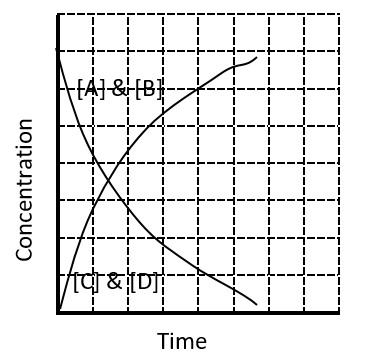 [A] & [B]
Concentration
[C] & [D]
Time